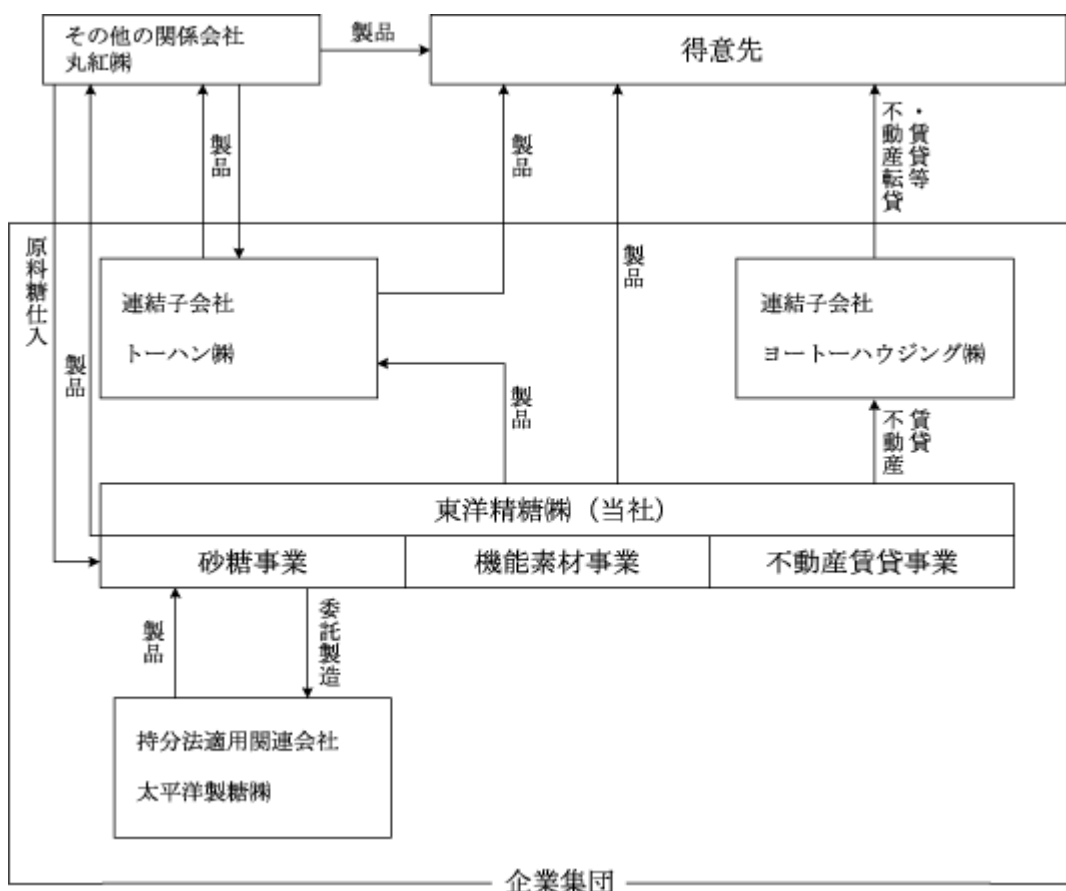 その他の関係会社
丸紅㈱
製品
得意先
製品
製品
不動産転貸
・賃貸等
原料糖仕入
製品
連結子会社
トーハン㈱
製品
連結子会社
ヨートーハウジング㈱
製品
不動産
賃貸
東洋精糖㈱（当社）
砂糖事業
機能素材事業
不動産賃貸事業
製品
委託製造
持分法適用関連会社
太平洋製糖㈱
企業集団